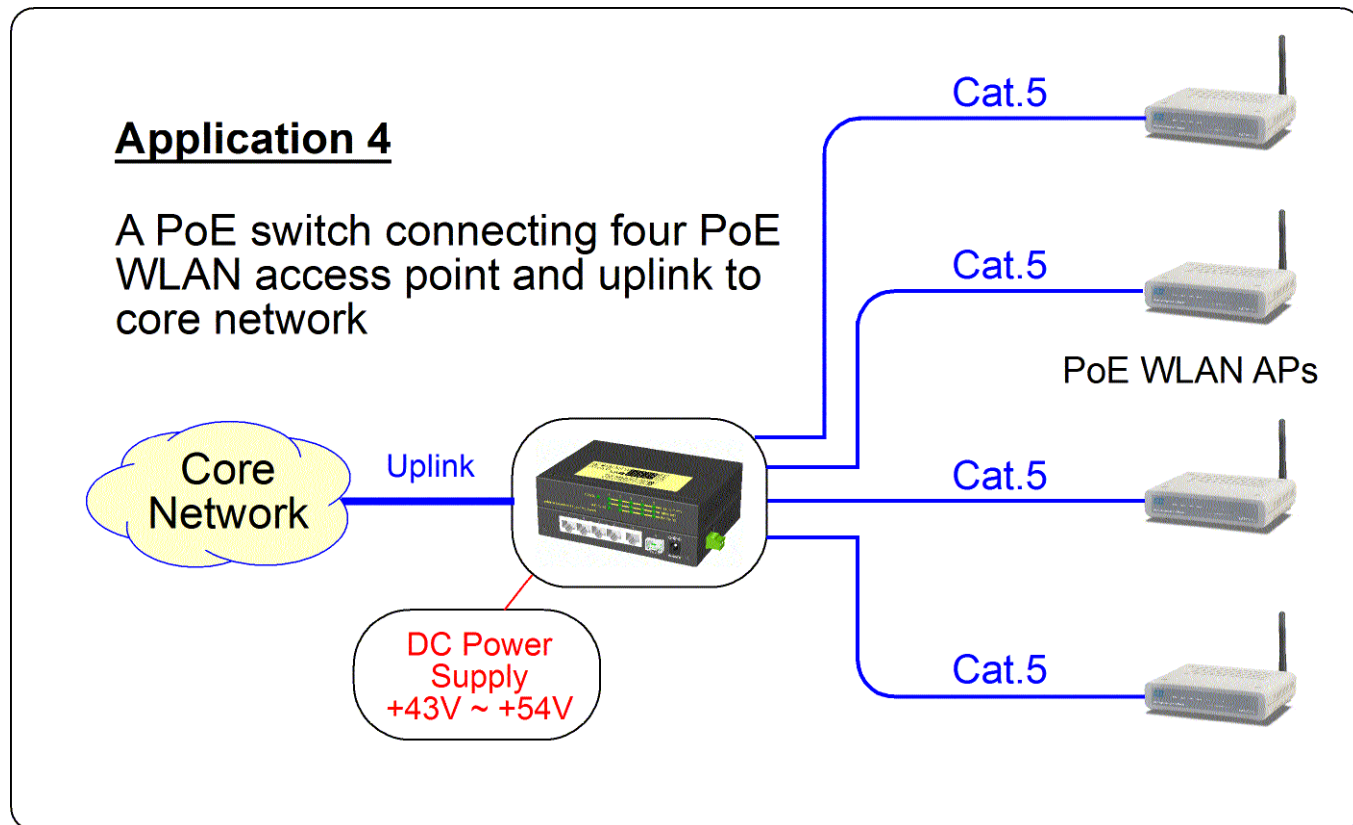 Application 4
A PoE switch connecting four PoE
WLAN access point and uplink to
core network
Cat.5
Cat.5
PoE WLAN APs
Core
Network
Uplink
Cat.5
DC Power
Supply
+43V ~ +54V
Cat.5